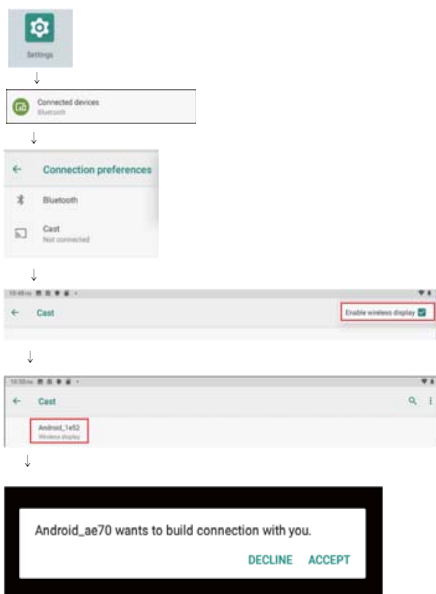 Settings
Connected devices
Bluetooth
Connection preferences
Bluetooth
Cast
Not connected
Cast
Enable wireless display
Cast
Android_1e52
Wireless display
Android_ae70 wants to build connection with you.
DECLINE ACCEPT